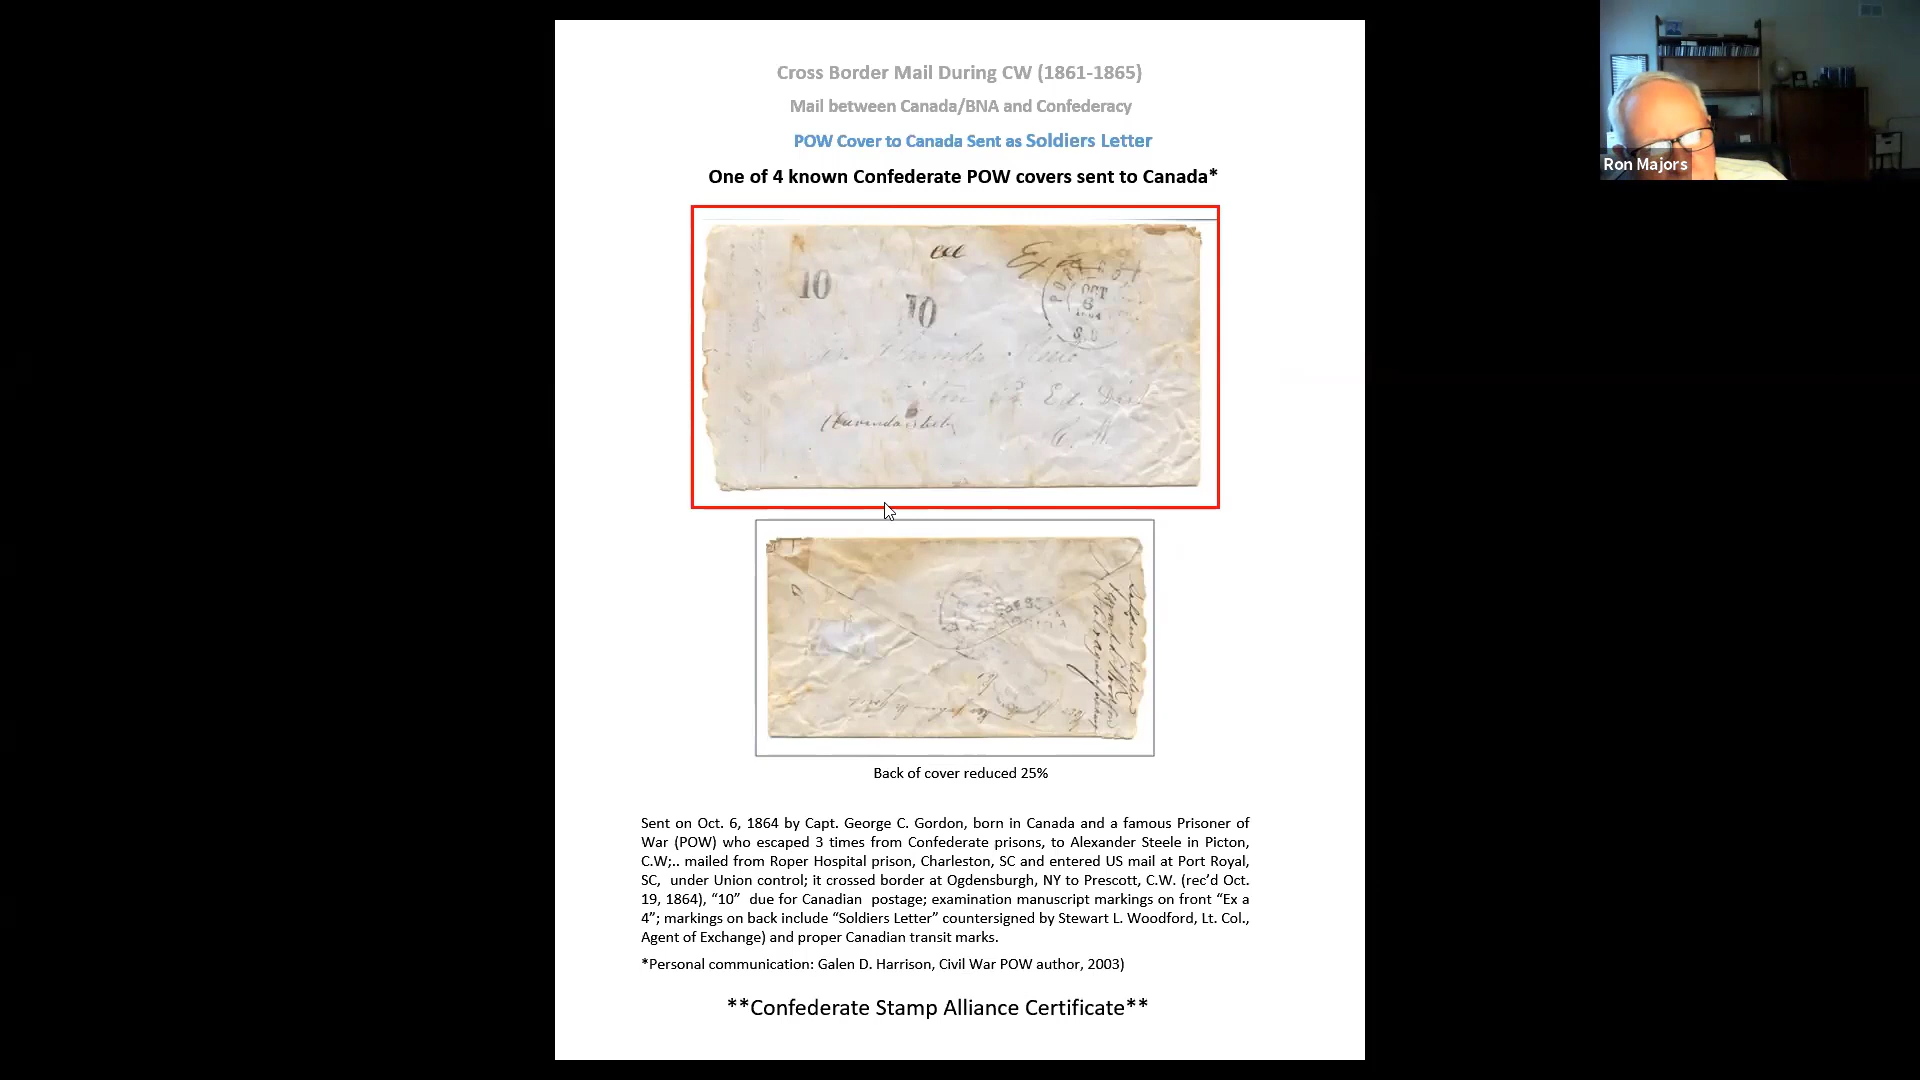 Cross Border Mail During CW (1861-1865)
Mail between Canada/BNA and Confederacy
POW Cover to Canada Sent as Soldiers Letter
One of 4 known Confederate POW covers sent to Canada*
Ex
10
10
OCT
6
Back of cover reduced 25%
Sent on Oct. 6, 1864 by Capt. George C. Gordon, born in Canada and a famous Prisoner of
War (POW) who escaped 3 times from Confederate prisons, to Alexander Steele in Picton,
C.W;.. mailed from Roper Hospital prison, Charleston, SC and entered US mail at Port Royal,
SC, under Union control; it crossed border at Ogdensburgh, NY to Prescott, C.W. (rec’d Oct.
19, 1864), “10” due for Canadian postage; examination manuscript markings on front “Ex a
4”; markings on back include “Soldiers Letter” countersigned by Stewart L. Woodford, Lt. Col.,
Agent of Exchange) and proper Canadian transit marks.
*Personal communication: Galen D. Harrison, Civil War POW author, 2003)
**Confederate Stamp Alliance Certificate**
Ron Majors